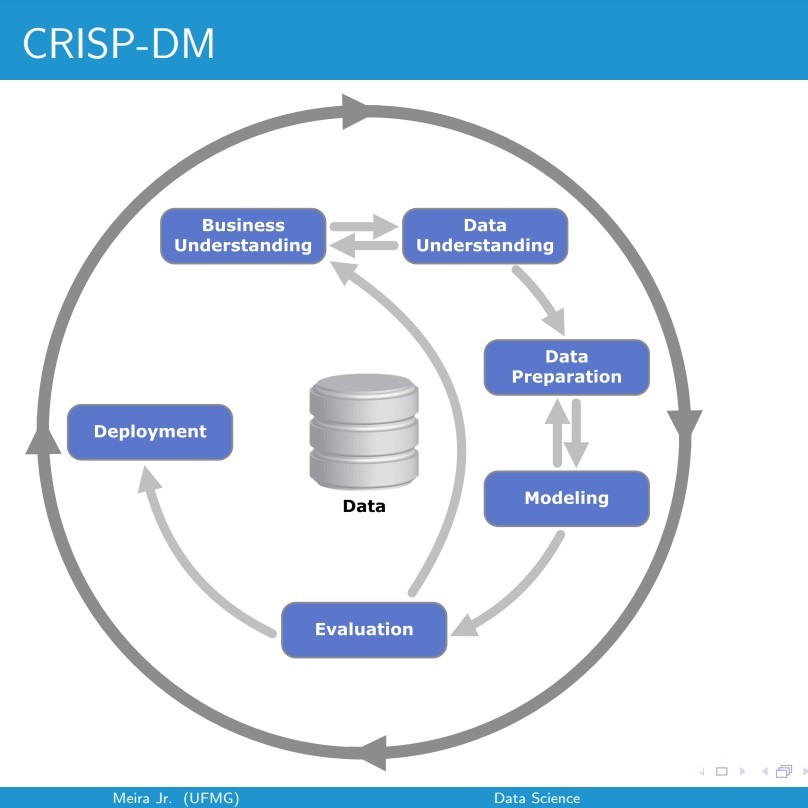 CRISP-DM
Business
Understanding
Data
Understanding
Data
Preparation
Deployment
Modeling
Data
Evaluation
Meira Jr. (UFMG)
Data Science